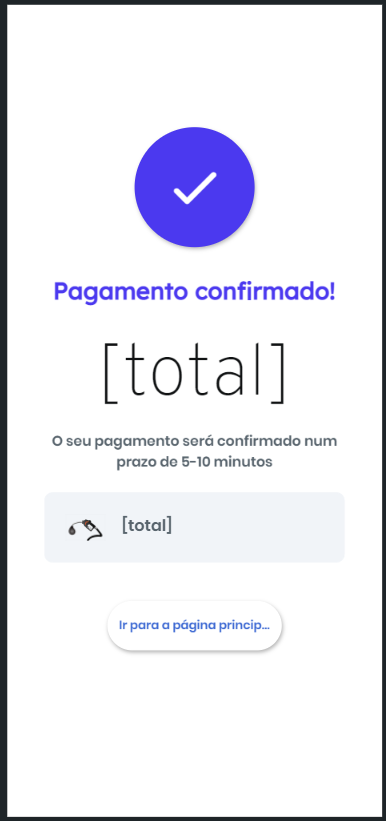 Pagamento confirmado!
[total]
O seu pagamento será confirmado num
prazo de 5-10 minutos
[total]
Ir para a página princip...